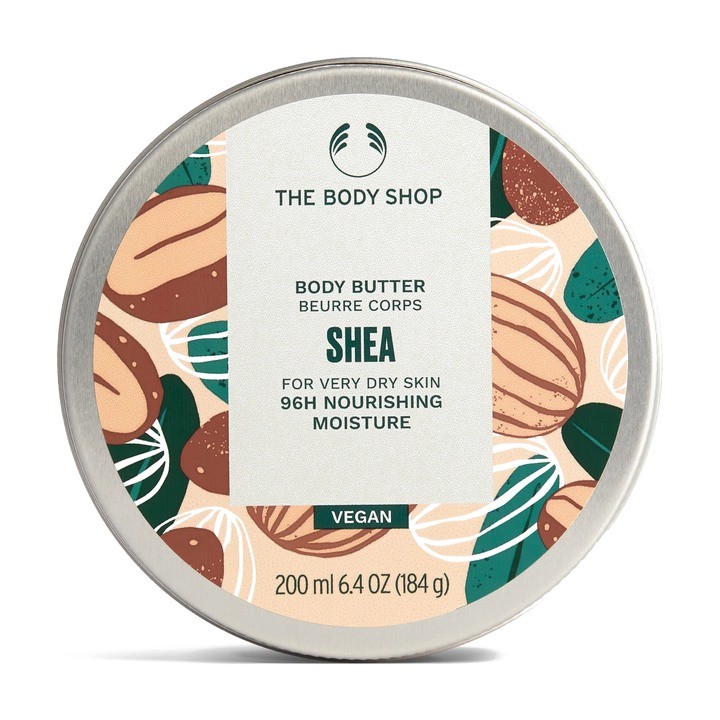 THE BODY SHOP
BODY BUTTER
BEURRE CORPS
SHEA
FOR VERY DRY SKIN
96H NOURISHING
MOISTURE
VEGAN
200 ml 6.4 OZ (184 g)